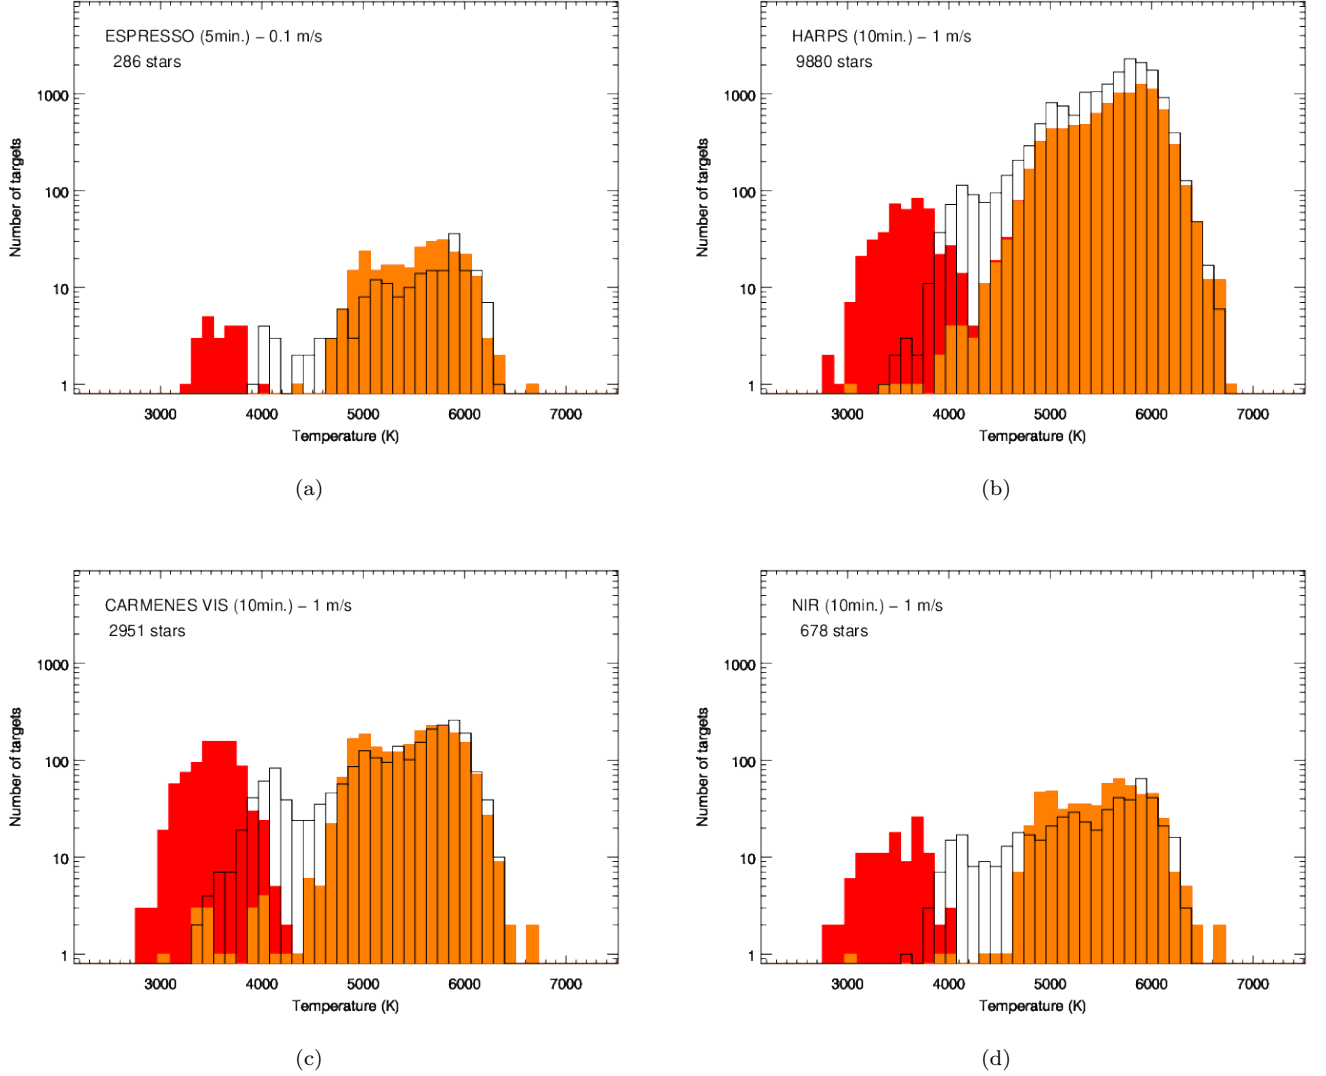 ESPRESSO (5min.) – 0.1 m/s
286 stars
1000
100
10
1
Number of targets
3000 4000 5000 6000 7000
Temperature (K)
(a)
HARPS (10min.) – 1 m/s
9880 stars
1000
100
10
1
Number of targets
3000 4000 5000 6000 7000
Temperature (K)
(b)
CARMENES VIS (10min.) – 1 m/s
2951 stars
1000
100
10
1
Number of targets
3000 4000 5000 6000 7000
Temperature (K)
(c)
NIR (10min.) – 1 m/s
678 stars
1000
100
10
1
Number of targets
3000 4000 5000 6000 7000
Temperature (K)
(d)